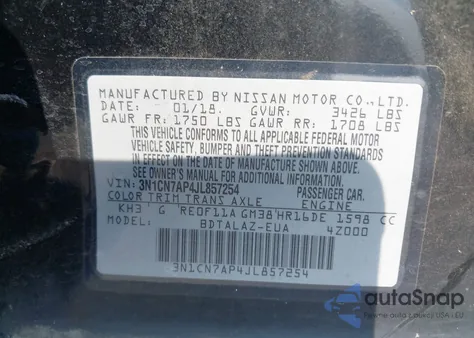 MANUFACTURED BY NISSAN MOTOR CO.,LTD.
DATE: 01/18. GVWR: 3426 LBS
GAWR FR: 1750 LBS GAWR RR: 1708 LBS
THIS VEHICLE CONFORMS TO ALL APPLICABLE FEDERAL MOTOR
VEHICLE SAFETY, BUMPER AND THEFT PREVENTION STANDARDS
IN EFFECT ON THE DATE OF MANUFACTURE SHOWN ABOVE.
SEE OWNER'S MANUAL FOR ADDITIONAL INFORMATION.
VIN: 3N1CN7AP4JL857254 PASSENGER CAR.
COLOR TRIM TRANS AXLE
KH3 G RE0F11A GM38 HR16DE 1598 CC
MODEL: BDTALAZ-EUA 4Z000
3N1CN7AP4JL857254
autoSnap